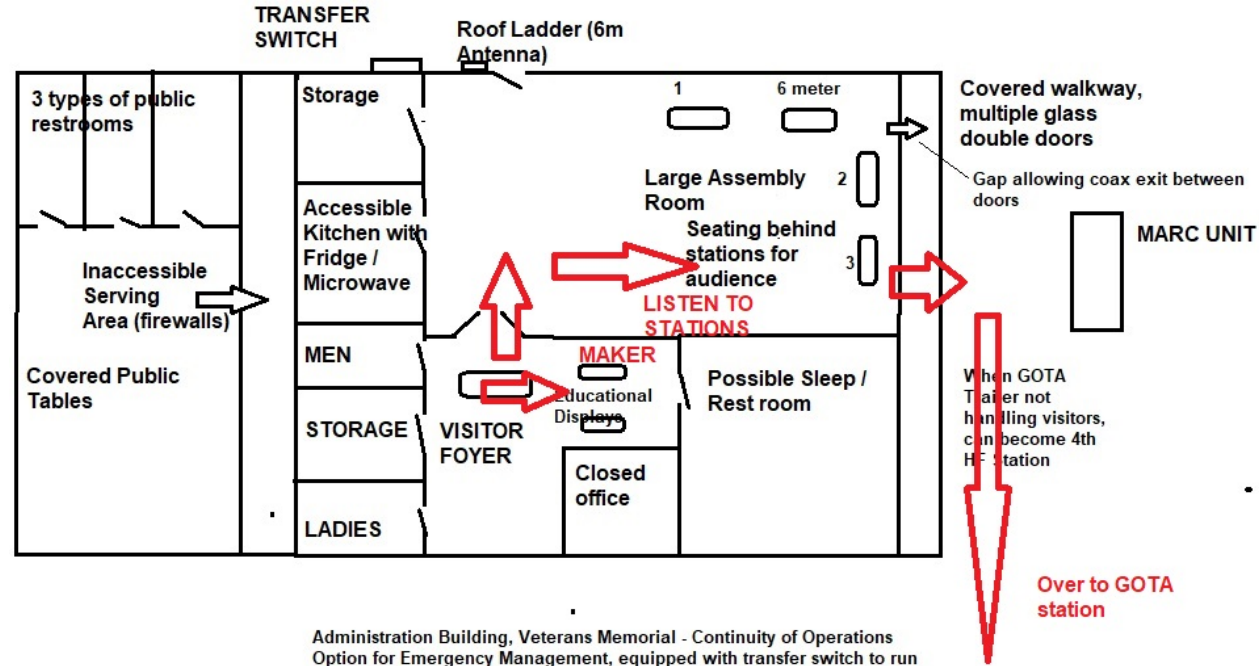 TRANSFER
SWITCH
Roof Ladder (6m
Antenna)
3 types of public
restrooms
Storage
1
6 meter
Covered walkway,
multiple glass
double doors
Gap allowing coax exit between
doors
Large Assembly
Room
2
Accessible
Kitchen with
Fridge /
Microwave
Seating behind
stations for
audience
3
MARC UNIT
Inaccessible
Serving
Area (firewalls)
LISTEN TO
STATIONS
MEN
MAKER
Covered Public
Tables
Educational
Displays
Possible Sleep /
Rest room
When GOTA
Trailer not
handling visitors,
can become 4th
HF Station
STORAGE
VISITOR
FOYER
Closed
office
LADIES
Over to GOTA
station
Administration Building, Veterans Memorial - Continuity of Operations
Option for Emergency Management, equipped with transfer switch to run